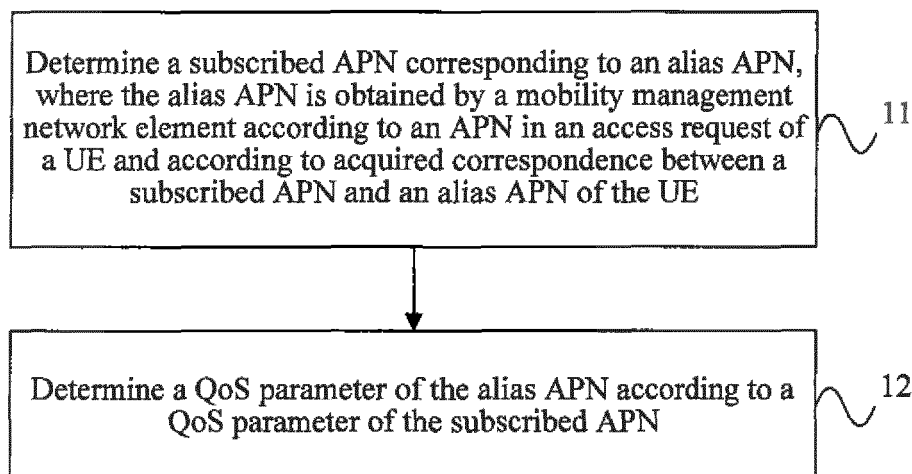 Determine a subscribed APN corresponding to an alias APN,
where the alias APN is obtained by a mobility management
network element according to an APN in an access request of
a UE and according to acquired correspondence between a
subscribed APN and an alias APN of the UE
11
Determine a QoS parameter of the alias APN according to a
QoS parameter of the subscribed APN
12